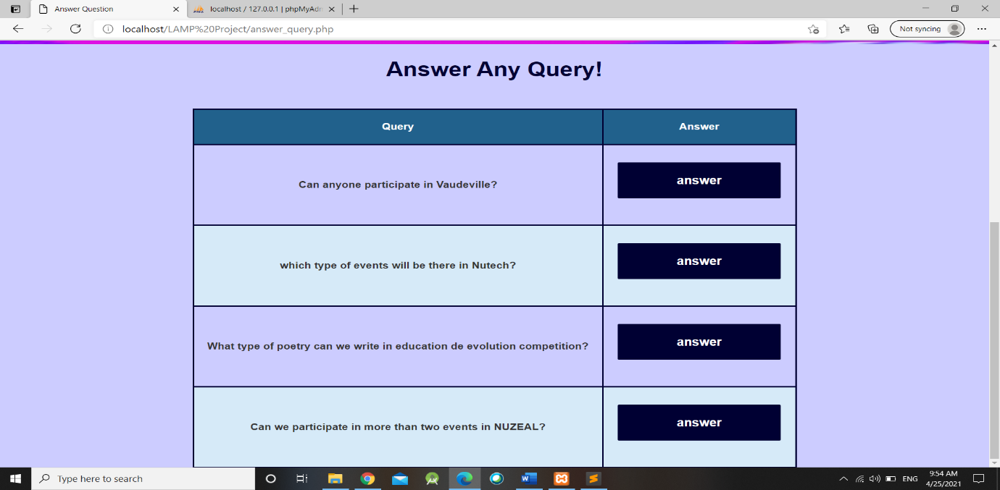 Answer Question
localhost / 127.0.0.1 | phpMyAdm
localhost/LAMP%20Project/answer_query.php
Not syncing
Answer Any Query!
Query Answer
Can anyone participate in Vaudeville? answer
which type of events will be there in Nutech? answer
What type of poetry can we write in education de evolution competition? answer
Can we participate in more than two events in NUZEAL? answer
Type here to search
ENG
9:54 AM
4/25/2021